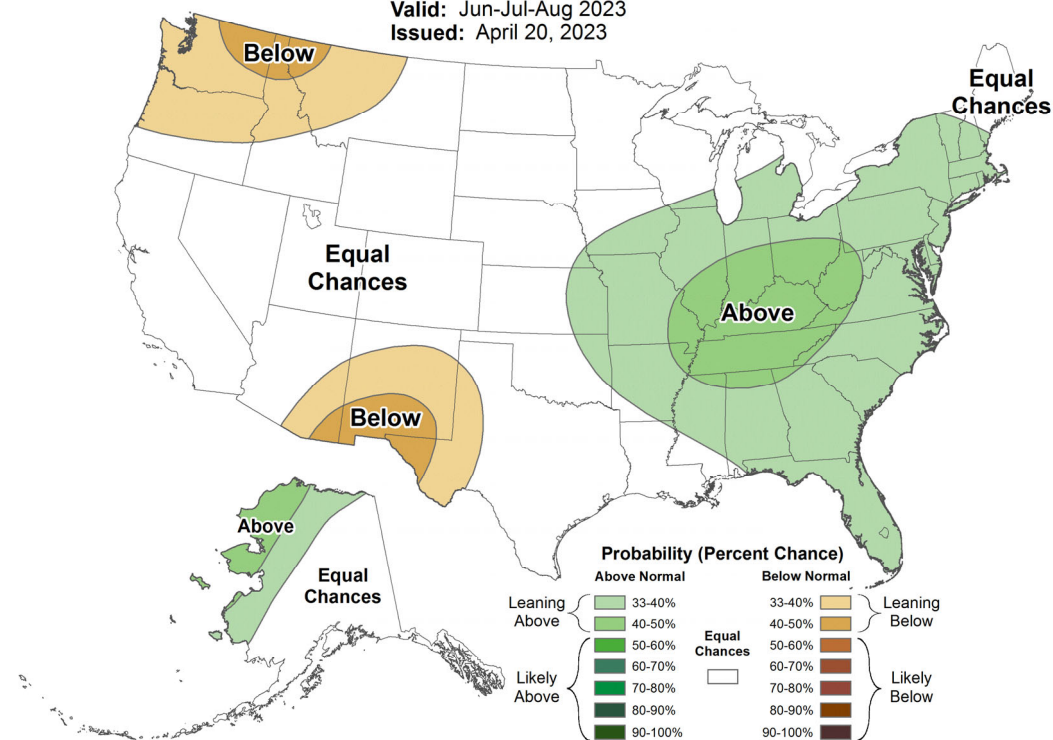 Valid: Jun-Jul-Aug 2023
Issued: April 20, 2023
Below
Equal
Chances
Equal
Chances
Above
Below
Above
Equal
Chances
Probability (Percent Chance)
Above Normal
Below Normal
Leaning
Above
33-40%
40-50%
Likely
Above
50-60%
60-70%
70-80%
80-90%
90-100%
Equal
Chances
33-40%
40-50%
Leaning
Below
50-60%
60-70%
70-80%
80-90%
90-100%
Likely
Below